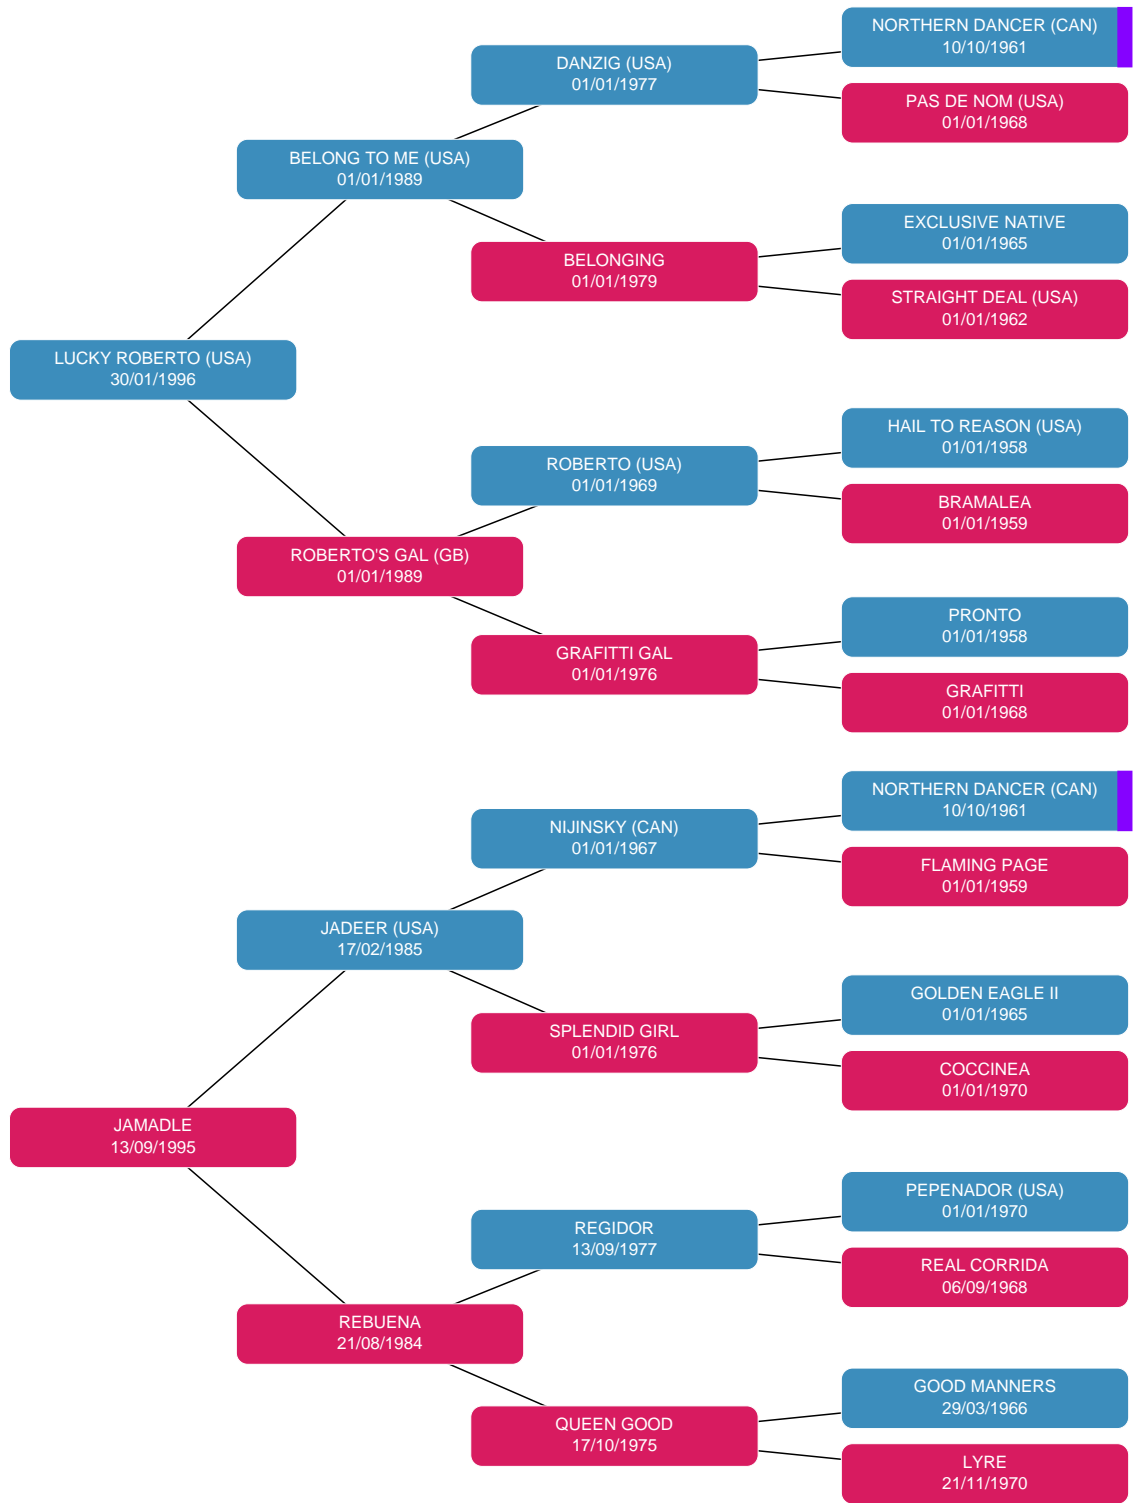 NORTHERN DANCER (CAN)
10/10/1961
DANZIG (USA)
01/01/1977
PAS DE NOM (USA)
01/01/1968
BELONG TO ME (USA)
01/01/1989
EXCLUSIVE NATIVE
01/01/1965
BELONGING
01/01/1979
STRAIGHT DEAL (USA)
01/01/1962
LUCKY ROBERTO (USA)
30/01/1996
HAIL TO REASON (USA)
01/01/1958
ROBERTO (USA)
01/01/1969
BRAMALEA
01/01/1959
ROBERTO'S GAL (GB)
01/01/1989
PRONTO
01/01/1958
GRAFITTI GAL
01/01/1976
GRAFITTI
01/01/1968
NORTHERN DANCER (CAN)
10/10/1961
NIJINSKY (CAN)
01/01/1967
FLAMING PAGE
01/01/1959
JADEER (USA)
17/02/1985
GOLDEN EAGLE II
01/01/1965
SPLENDID GIRL
01/01/1976
COCCINEA
01/01/1970
JAMADLE
13/09/1995
PEPENADOR (USA)
01/01/1970
REGIDOR
13/09/1977
REAL CORRIDA
06/09/1968
REBUENA
21/08/1984
GOOD MANNERS
29/03/1966
QUEEN GOOD
17/10/1975
LYRE
21/11/1970